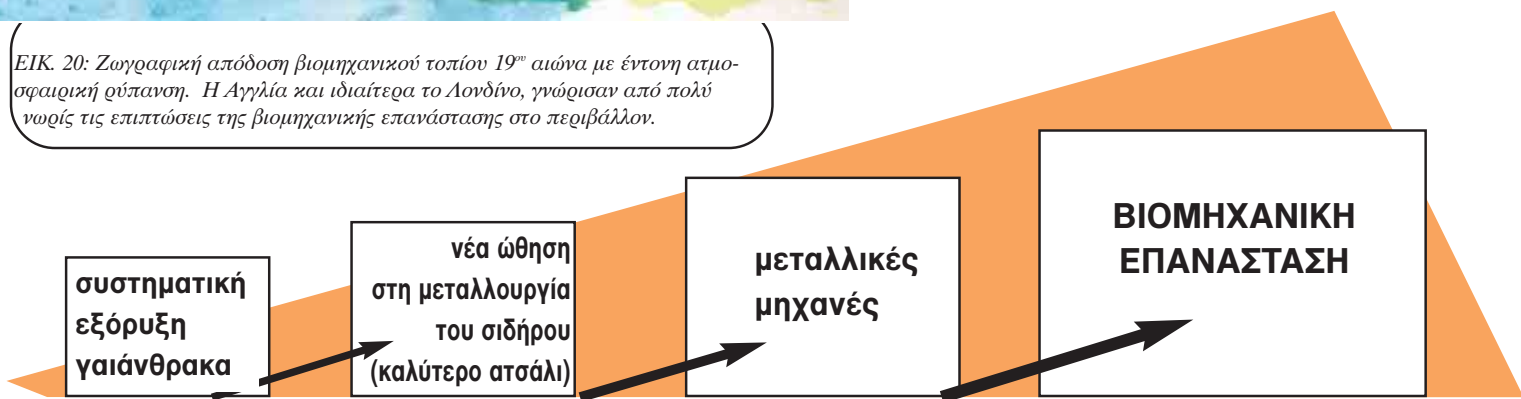 ΕΙΚ. 20: Ζωγραφική απόδοση βιομηχανικού τοπίου 19ου αιώνα με έντονη ατμο-
σφαιρική ρύπανση. Η Αγγλία και ιδιαίτερα το Λονδίνο, γνώρισαν από πολύ
νωρίς τις επιπτώσεις της βιομηχανικής επανάστασης στο περιβάλλον.
συστηματική
εξόρυξη
γαιάνθρακα
νέα ώθηση
στη μεταλλουργία
του σιδήρου
(καλύτερο ατσάλι)
μεταλλικές
μηχανές
ΒΙΟΜΗΧΑΝΙΚΗ
ΕΠΑΝΑΣΤΑΣΗ